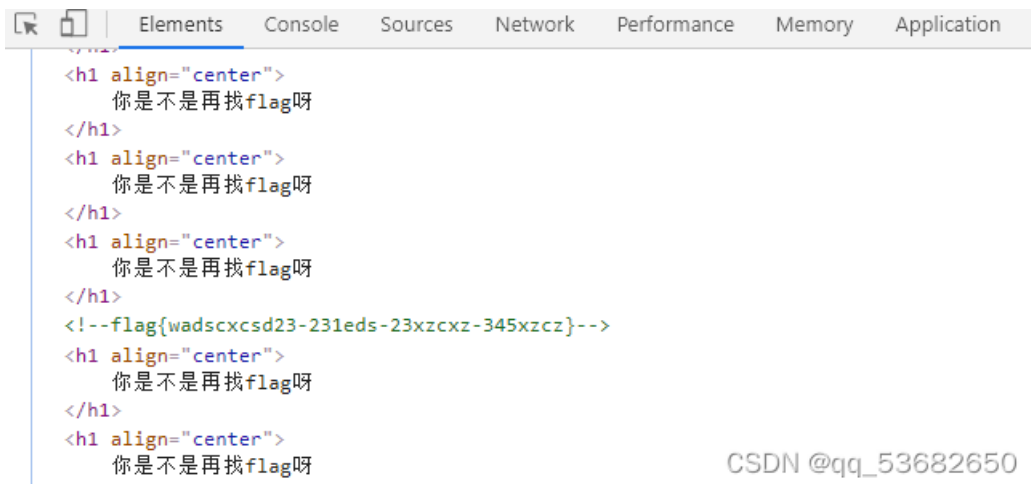 Elements Console Sources Network Performance Memory Application
<h1 align="center">
你是不是再找flag呀
</h1>
<h1 align="center">
你是不是再找flag呀
</h1>
<h1 align="center">
你是不是再找flag呀
</h1>
<!--flag{wadscxcsd23-231eds-23xzcxz-345xzcz}-->
<h1 align="center">
你是不是再找flag呀
</h1>
<h1 align="center">
你是不是再找flag呀
CSDN @qq_53682650